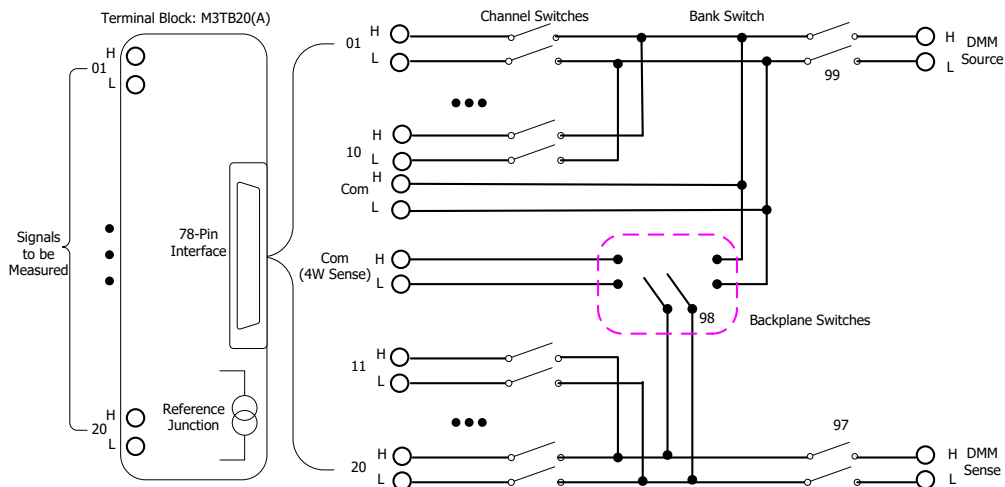 Terminal Block: M3TB20(A)
Channel Switches
Bank Switch
H
01
L
H
01
L
H
L
DMM
Source
99
H
10
L
H
Com
L
78-Pin
Interface
Signals
to be
Measured
Com
(4W Sense)
H
L
98
Backplane Switches
H
11
L
Reference
Junction
H
20
L
97
H
20
L
H
L
DMM
Sense